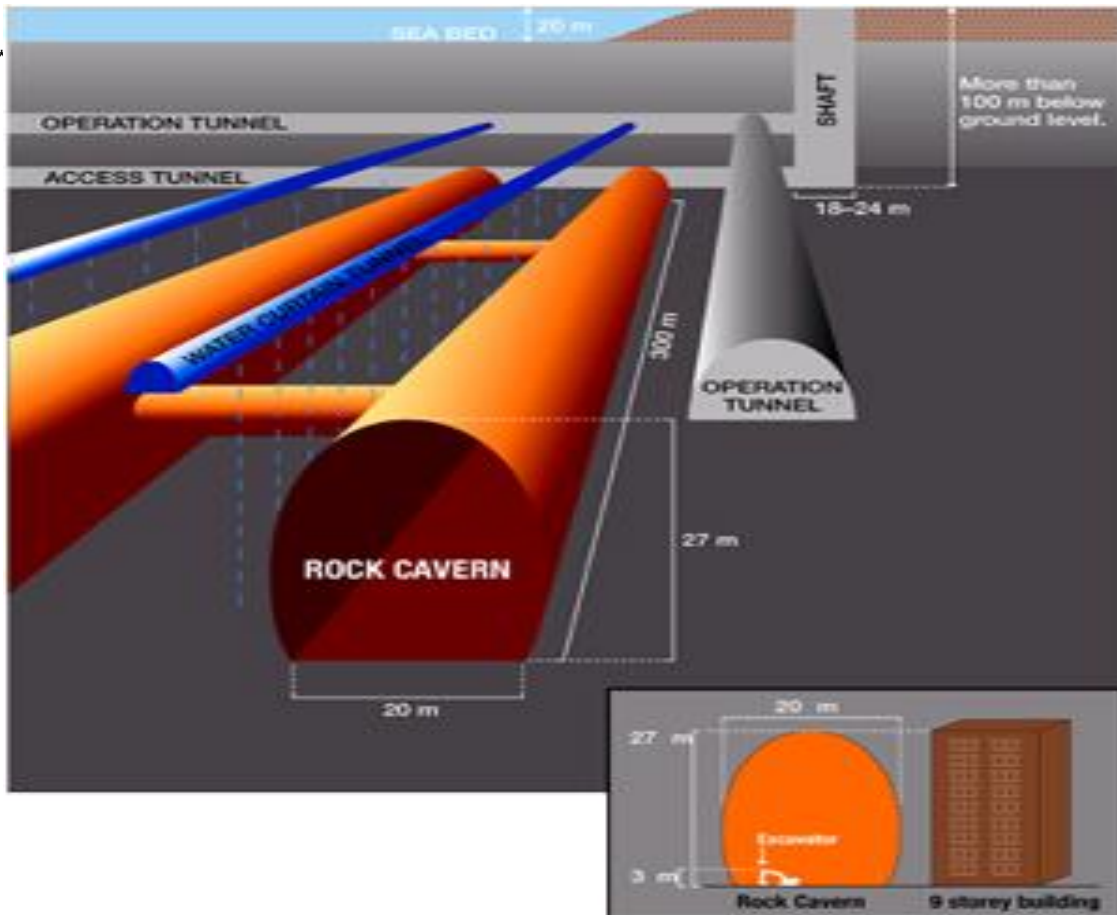 SEA BED
20 m
OPERATION TUNNEL
SHAFT
More than
100 m below
ground level.
ACCESS TUNNEL
18–24 m
WATER CURTAIN TUNNEL
300 m
OPERATION
TUNNEL
27 m
ROCK CAVERN
20 m
20 m
27 m
Excavator
3 m
Rock Cavern
9 storey building